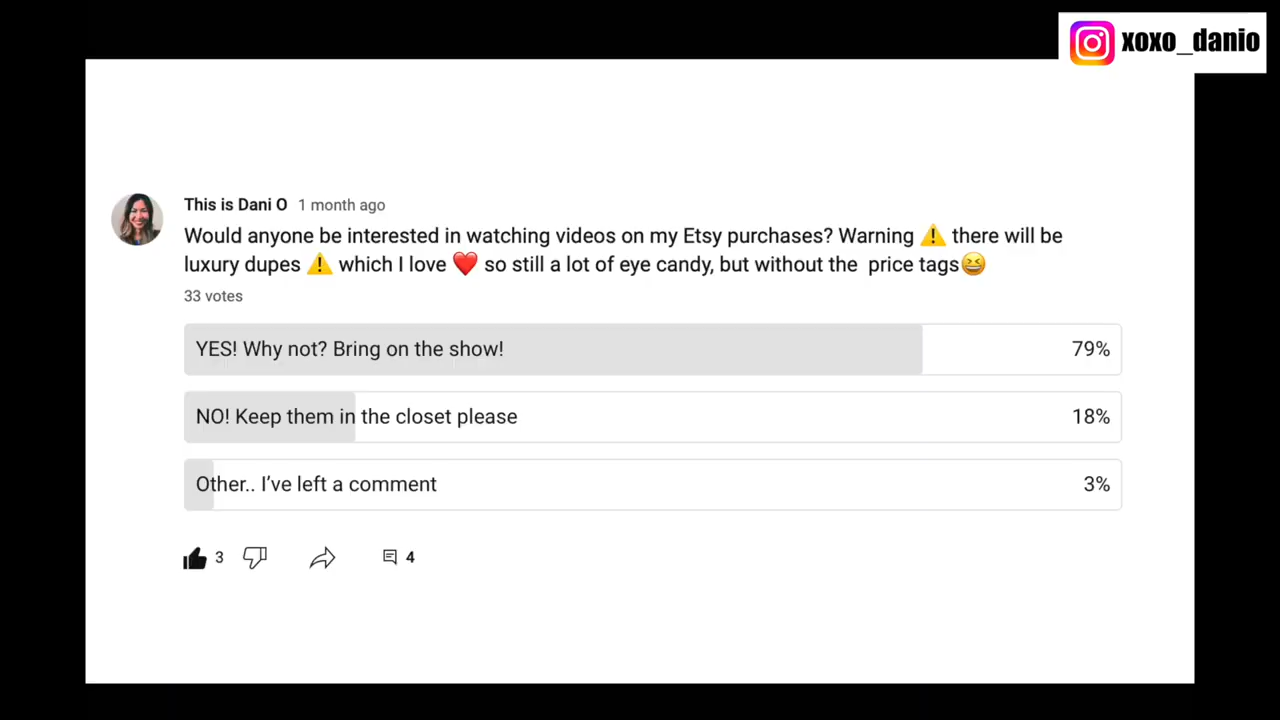 xoxo_danio
This is Dani O 1 month ago
Would anyone be interested in watching videos on my Etsy purchases? Warning ⚠️ there will be
luxury dupes ⚠️ which I love ❤️ so still a lot of eye candy, but without the price tags😆
33 votes
YES! Why not? Bring on the show! 79%
NO! Keep them in the closet please 18%
Other.. I’ve left a comment 3%
3 4